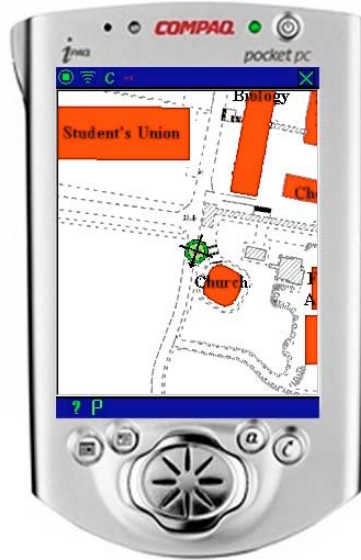 COMPAQ
iPAQ
pocket pc
C
Biology
Student's Union
Ch
Church
? P
α